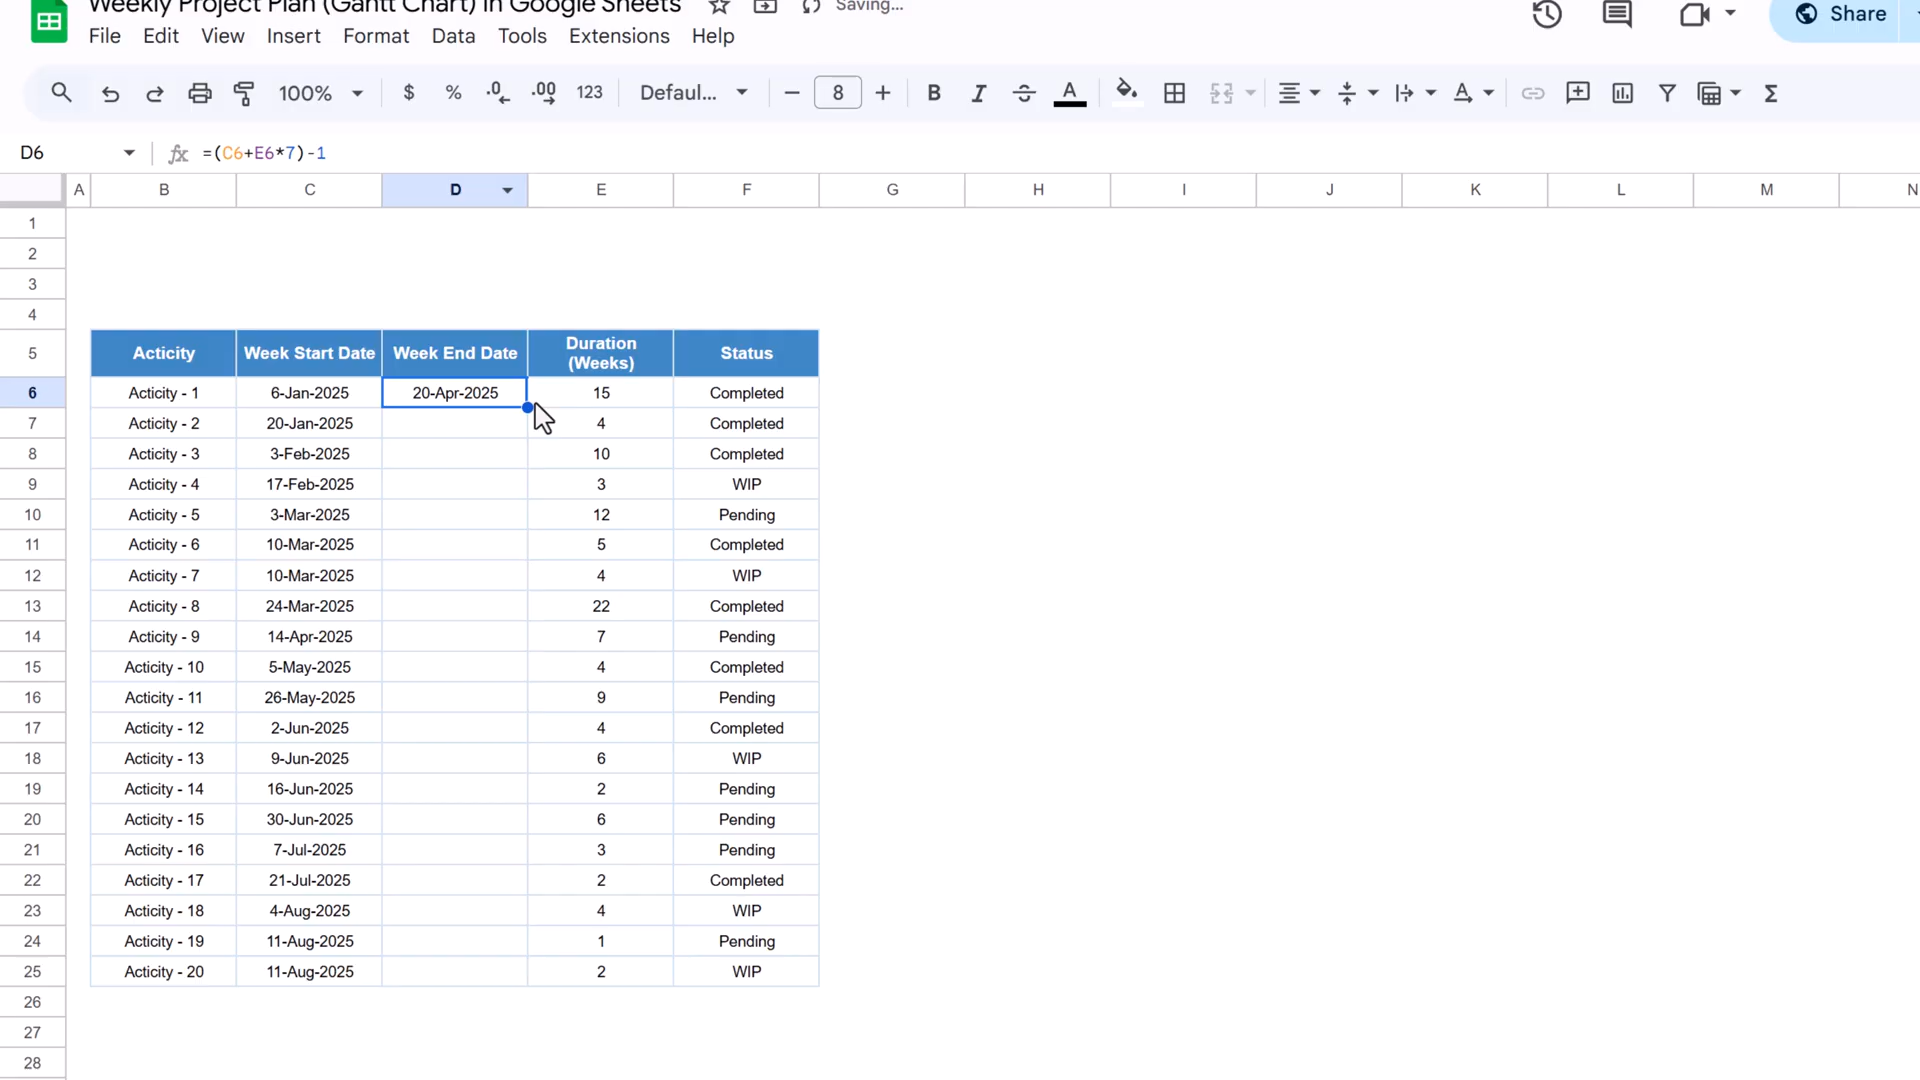 Weekly Project Plan (Gantt Chart) in Google Sheets Saving...
File Edit View Insert Format Data Tools Extensions Help
Share
100% $ % .0 .00 123 Defaul... 8 B I A
D6 fx =(C6+E6*7)-1
A B C D E F G H I J K L M N
1
2
3
4
5 Acticity Week Start Date Week End Date Duration (Weeks) Status
6 Acticity - 1 6-Jan-2025 20-Apr-2025 15 Completed
7 Acticity - 2 20-Jan-2025 4 Completed
8 Acticity - 3 3-Feb-2025 10 Completed
9 Acticity - 4 17-Feb-2025 3 WIP
10 Acticity - 5 3-Mar-2025 12 Pending
11 Acticity - 6 10-Mar-2025 5 Completed
12 Acticity - 7 10-Mar-2025 4 WIP
13 Acticity - 8 24-Mar-2025 22 Completed
14 Acticity - 9 14-Apr-2025 7 Pending
15 Acticity - 10 5-May-2025 4 Completed
16 Acticity - 11 26-May-2025 9 Pending
17 Acticity - 12 2-Jun-2025 4 Completed
18 Acticity - 13 9-Jun-2025 6 WIP
19 Acticity - 14 16-Jun-2025 2 Pending
20 Acticity - 15 30-Jun-2025 6 Pending
21 Acticity - 16 7-Jul-2025 3 Pending
22 Acticity - 17 21-Jul-2025 2 Completed
23 Acticity - 18 4-Aug-2025 4 WIP
24 Acticity - 19 11-Aug-2025 1 Pending
25 Acticity - 20 11-Aug-2025 2 WIP
26
27
28